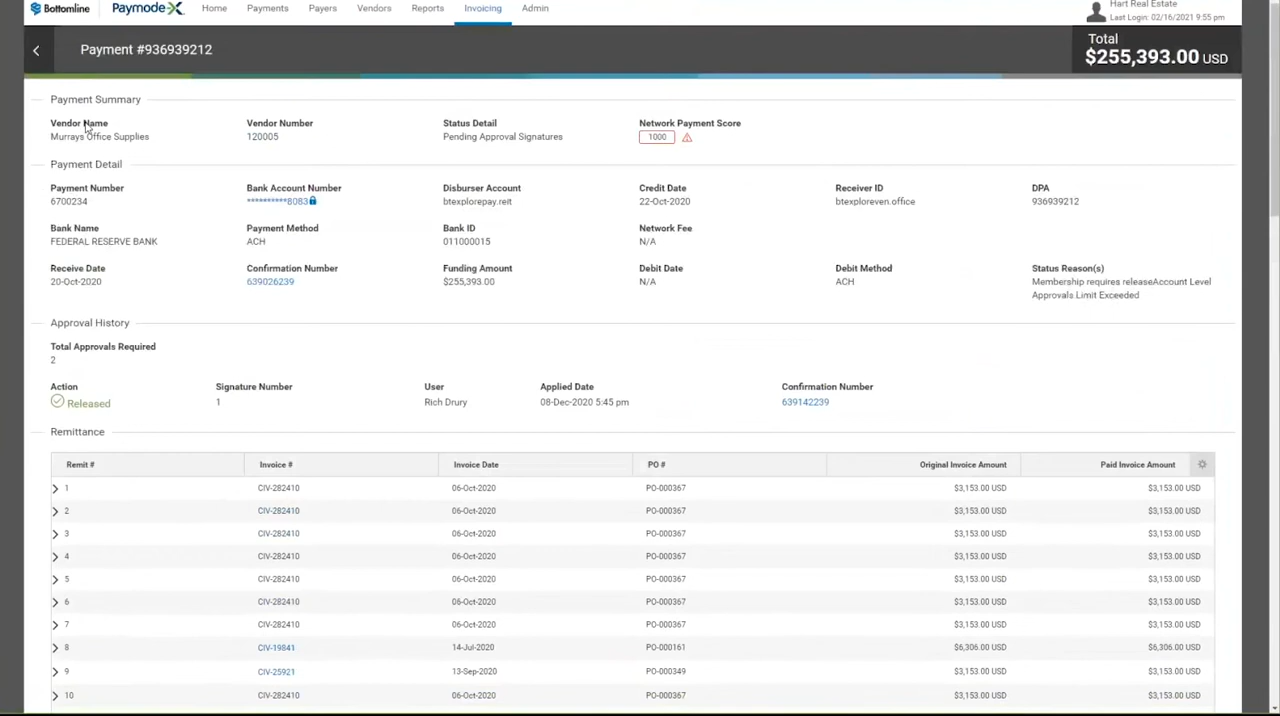 Bottomline Paymode-X Home Payments Payers Vendors Reports Invoicing Admin Hart Real Estate
Last Login: 02/16/2021 9:55 pm
Payment #936939212
Total
$255,393.00 USD
Payment Summary
Vendor Name Vendor Number Status Detail Network Payment Score
Murrays Office Supplies 120005 Pending Approval Signatures 1000
Payment Detail
Payment Number Bank Account Number Disburser Account Credit Date Receiver ID DPA
6700234 **********8083 btexplorepay.reit 22-Oct-2020 btexploreven.office 936939212
Bank Name Payment Method Bank ID Network Fee
FEDERAL RESERVE BANK ACH 011000015 N/A
Receive Date Confirmation Number Funding Amount Debit Date Debit Method Status Reason(s)
20-Oct-2020 639026239 $255,393.00 N/A ACH Membership requires releaseAccount Level
Approvals.Limit Exceeded
Approval History
Total Approvals Required
2
Action Signature Number User Applied Date Confirmation Number
Released 1 Rich Drury 08-Dec-2020 5:45 pm 639142239
Remittance
Remit # Invoice # Invoice Date PO # Original Invoice Amount Paid Invoice Amount
1 CIV-282410 06-Oct-2020 PO-000367 $3,153.00 USD $3,153.00 USD
2 CIV-282410 06-Oct-2020 PO-000367 $3,153.00 USD $3,153.00 USD
3 CIV-282410 06-Oct-2020 PO-000367 $3,153.00 USD $3,153.00 USD
4 CIV-282410 06-Oct-2020 PO-000367 $3,153.00 USD $3,153.00 USD
5 CIV-282410 06-Oct-2020 PO-000367 $3,153.00 USD $3,153.00 USD
6 CIV-282410 06-Oct-2020 PO-000367 $3,153.00 USD $3,153.00 USD
7 CIV-282410 06-Oct-2020 PO-000367 $3,153.00 USD $3,153.00 USD
8 CIV-19841 14-Jul-2020 PO-000161 $6,306.00 USD $6,306.00 USD
9 CIV-25921 13-Sep-2020 PO-000349 $3,153.00 USD $3,153.00 USD
10 CIV-282410 06-Oct-2020 PO-000367 $3,153.00 USD $3,153.00 USD